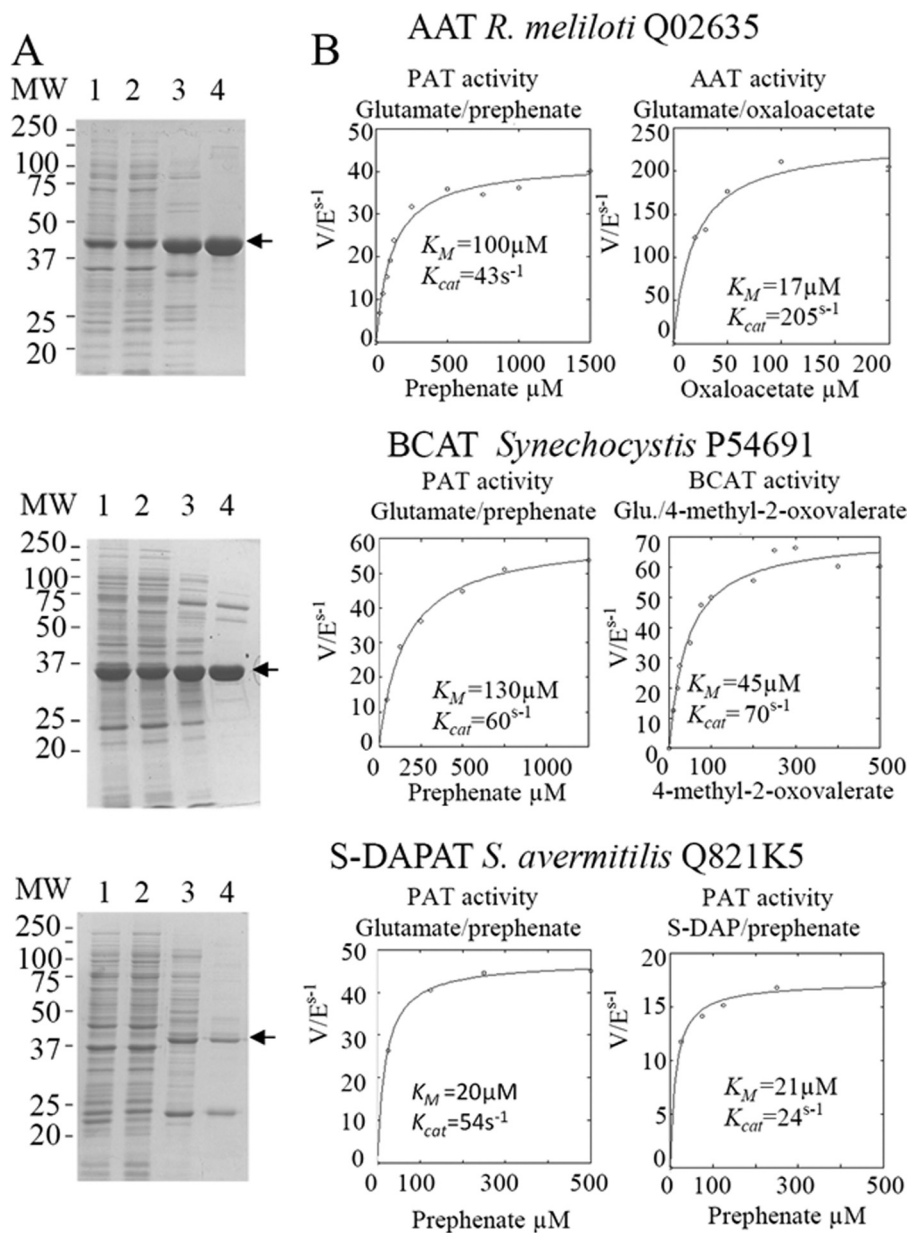 A
MW
1 2 3 4
250
100
75
50
37
25
20
B
AAT R. meliloti Q02635
PAT activity
Glutamate/prephenate
50
40
30
20
10
0
V/E^s-1
K_M=100µM
K_cat=43s^-1
0 500 1000 1500
Prephenate µM
AAT activity
Glutamate/oxaloacetate
250
200
150
100
50
0
V/E^s-1
K_M=17µM
K_cat=205^s-1
0 50 100 150 200
Oxaloacetate µM
MW
1 2 3 4
250
100
75
50
37
25
20
BCAT Synechocystis P54691
PAT activity
Glutamate/prephenate
60
50
40
30
20
10
0
V/E^s-1
K_M=130µM
K_cat=60^s-1
0 250 500 1000
Prephenate µM
BCAT activity
Glu./4-methyl-2-oxovalerate
70
60
50
40
30
20
10
0
V/E^s-1
K_M=45µM
K_cat=70^s-1
0 100 300 500
4-methyl-2-oxovalerate
MW
1 2 3 4
250
100
75
50
37
25
20
S-DAPAT S. avermitilis Q821K5
PAT activity
Glutamate/prephenate
50
40
30
20
10
0
V/E^s-1
K_M=20µM
K_cat=54s^-1
0 100 300 500
Prephenate µM
PAT activity
S-DAP/prephenate
20
15
10
5
0
V/E^s-1
K_M=21µM
K_cat=24^s-1
0 100 300 500
Prephenate µM